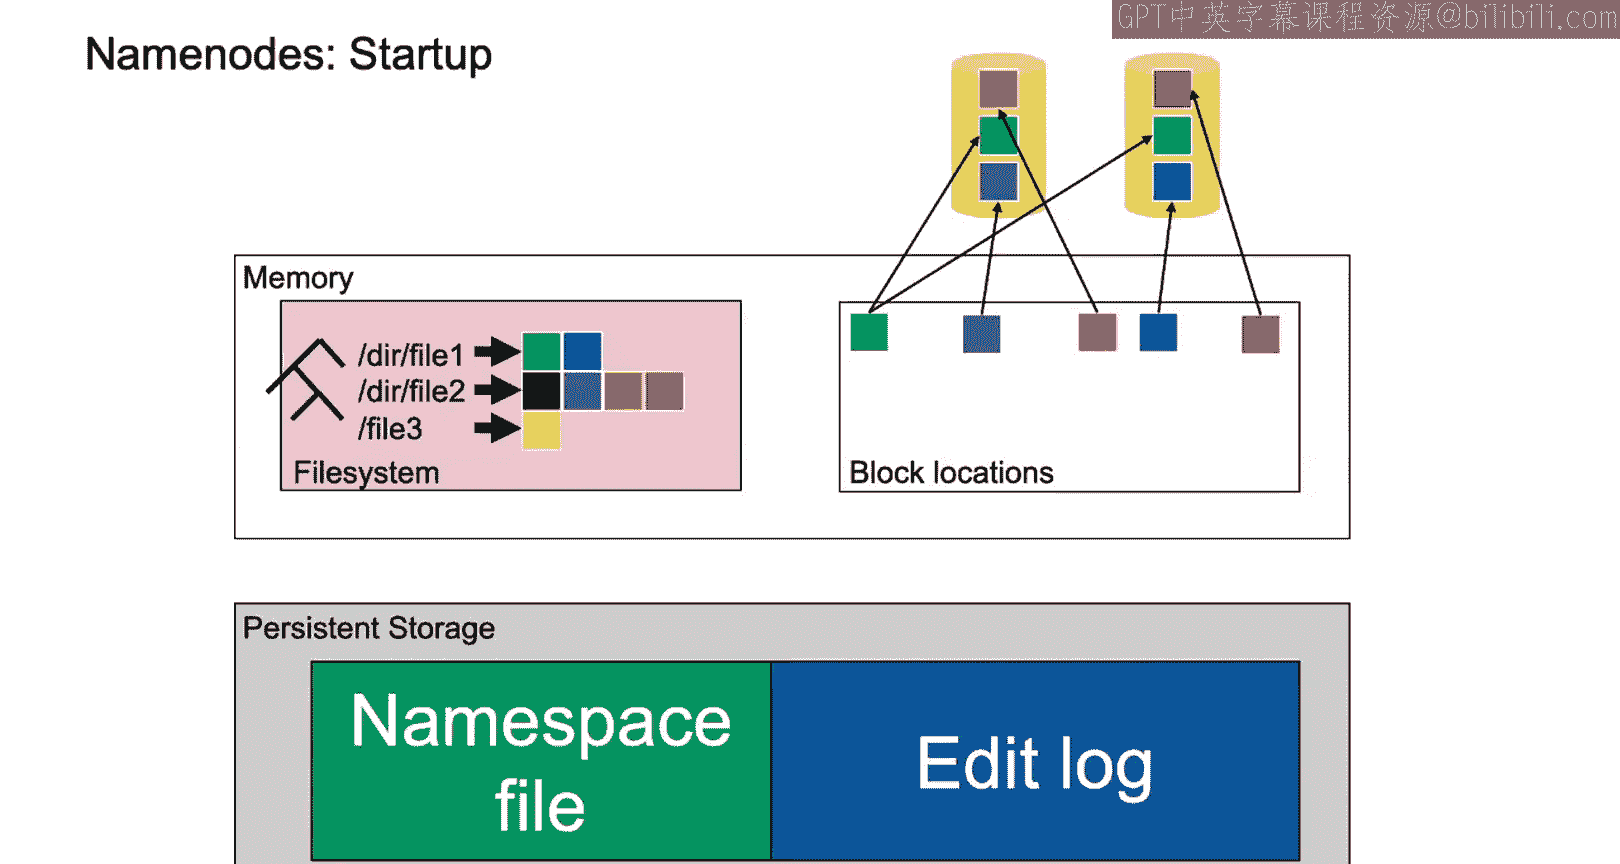 GPT中英字幕课程资源@bilibili.com
Namenodes: Startup
Memory
/dir/file1
/dir/file2
/file3
Filesystem
Block locations
Persistent Storage
Namespace
file
Edit log